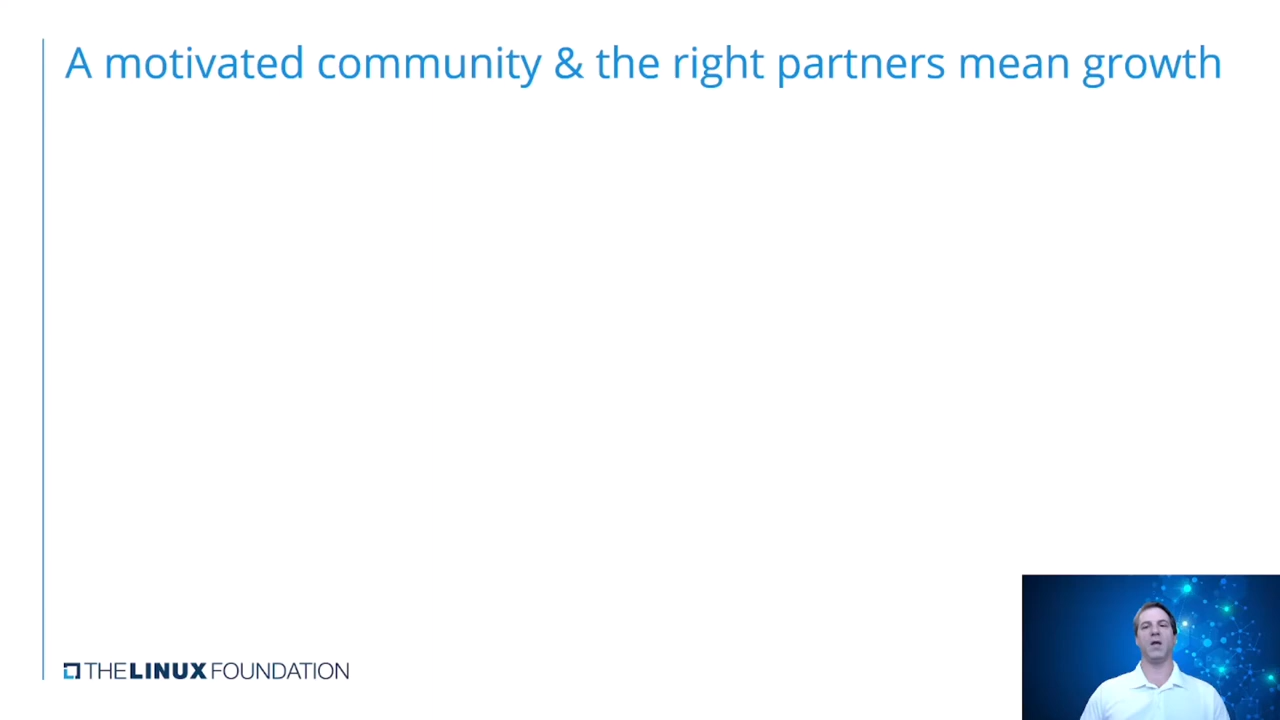 A motivated community & the right partners mean growth
THE LINUX FOUNDATION